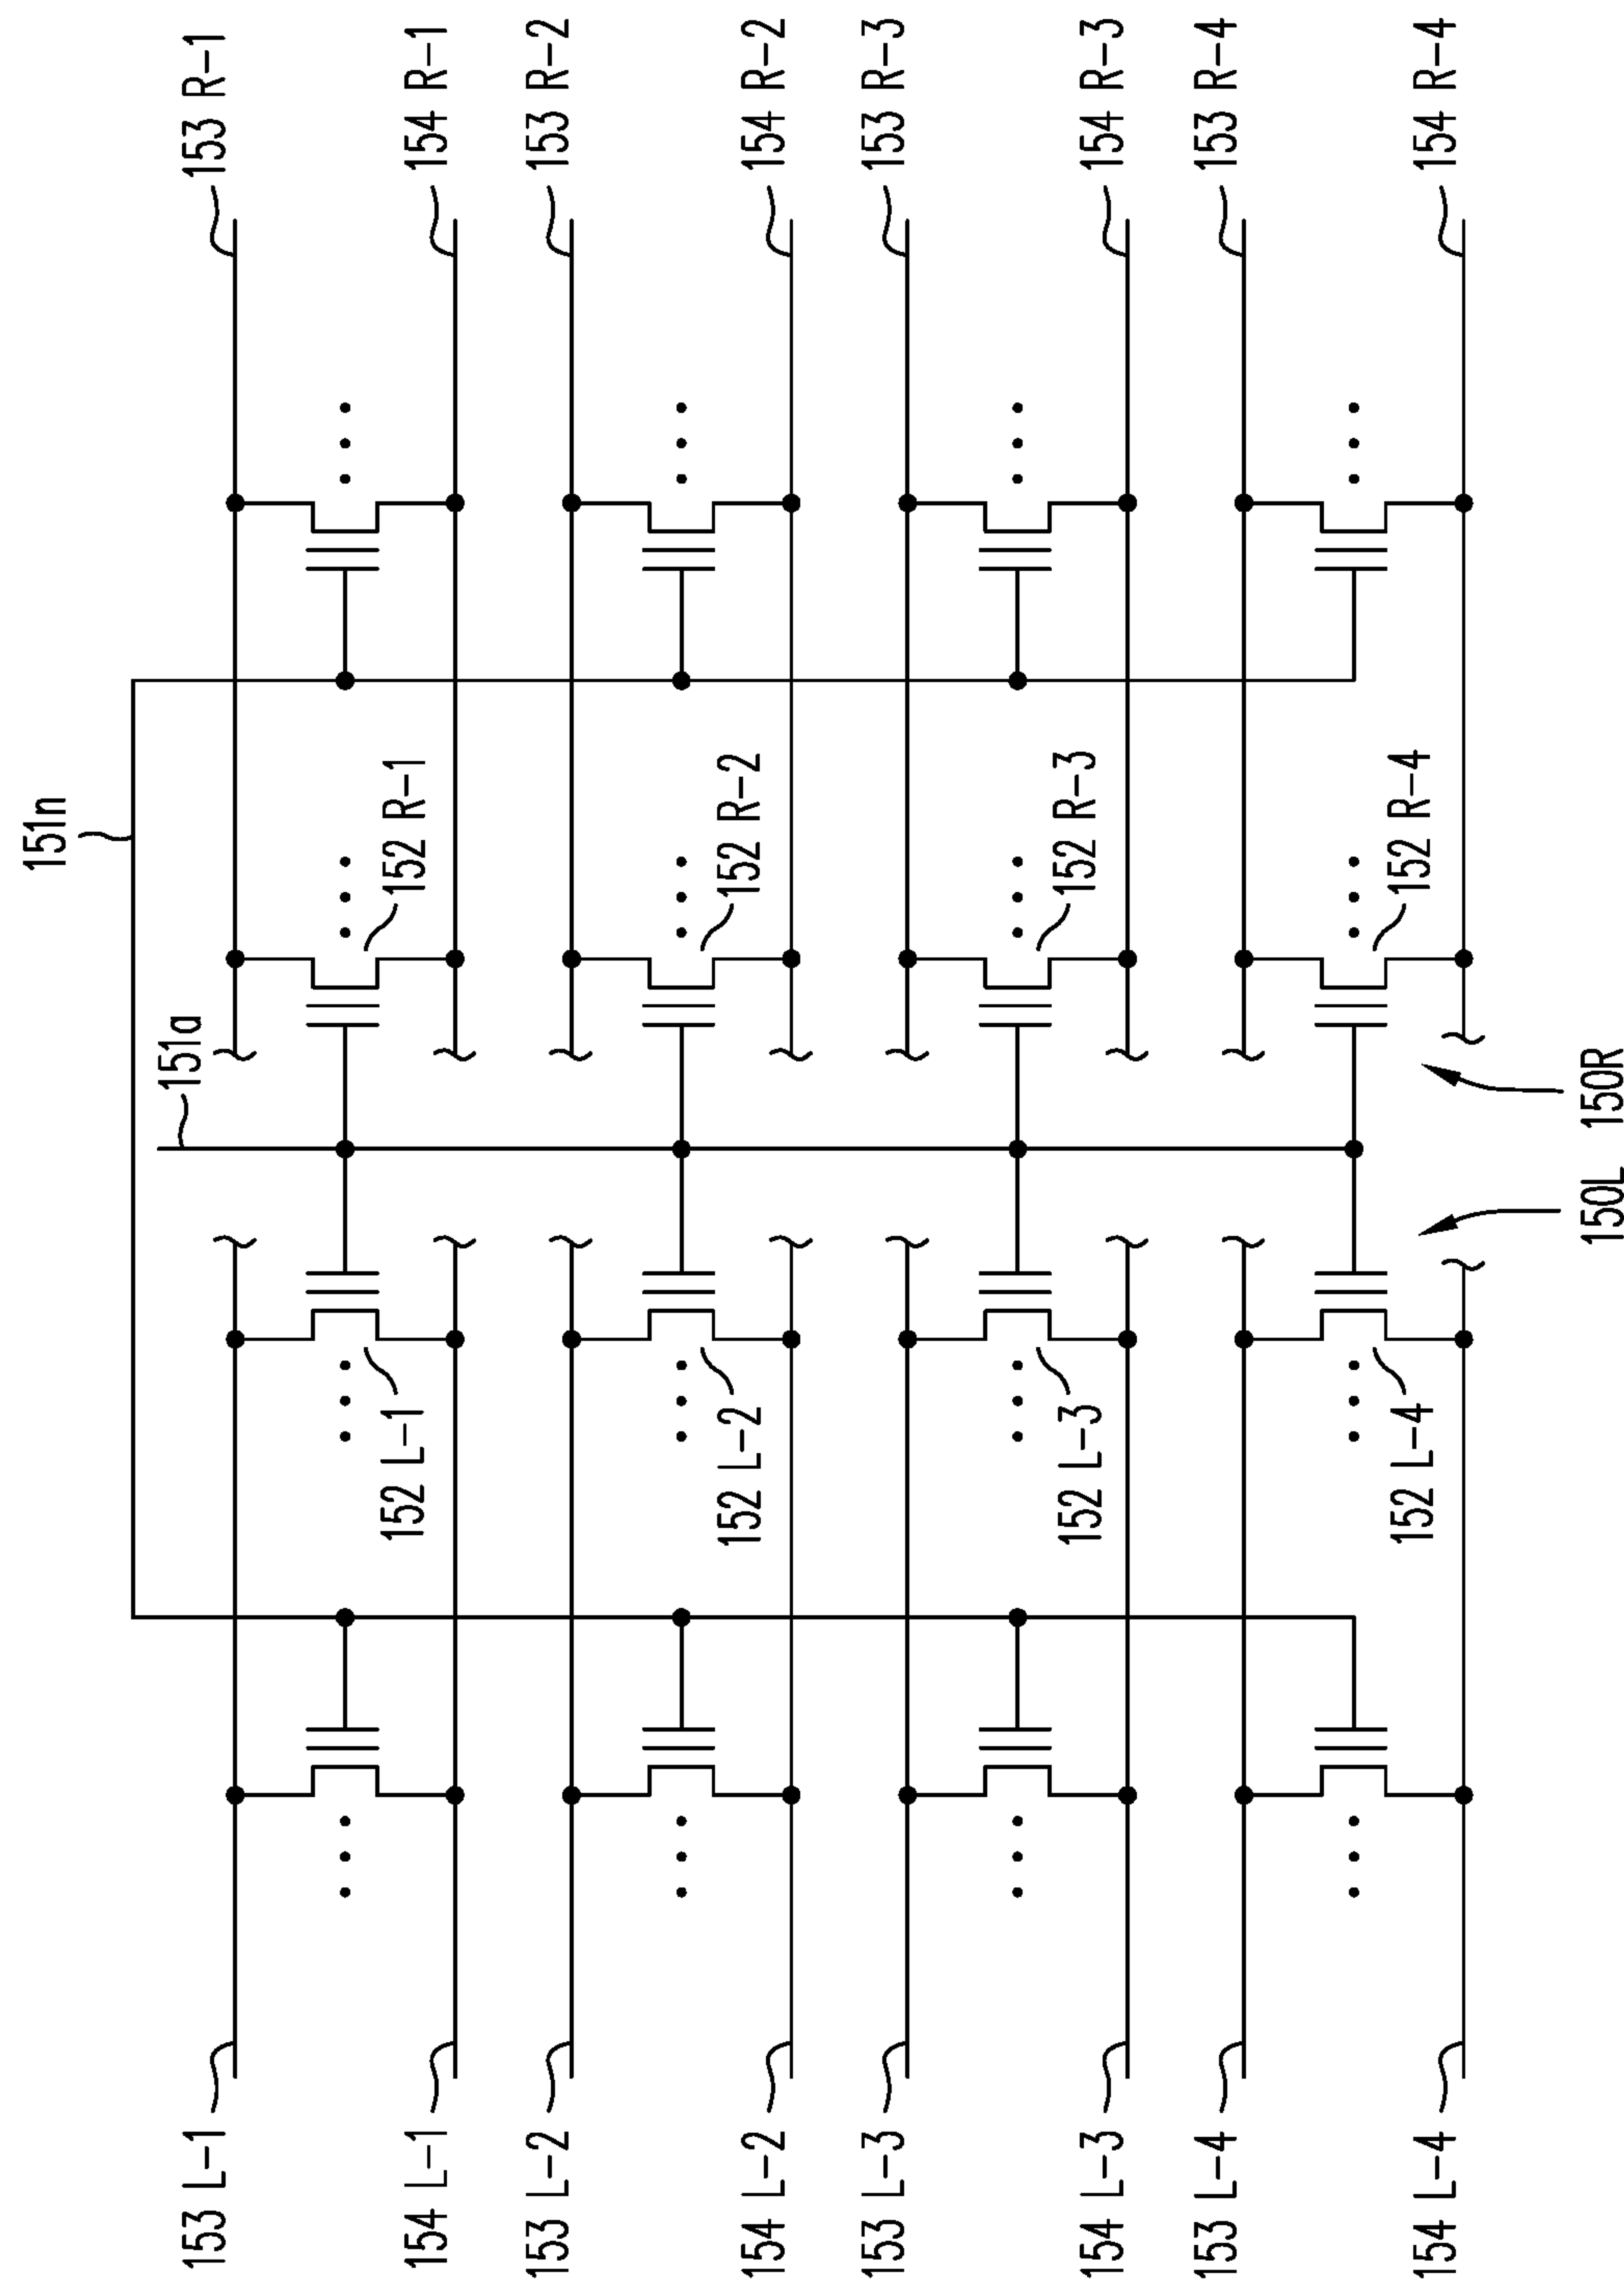 153 L-1
154 L-1
153 L-2
154 L-2
153 L-3
154 L-3
153 L-4
154 L-4
152 L-1
152 L-2
152 L-3
152 L-4
150L
150R
151a
151n
152 R-1
152 R-2
152 R-3
152 R-4
153 R-1
154 R-1
153 R-2
154 R-2
153 R-3
154 R-3
153 R-4
154 R-4